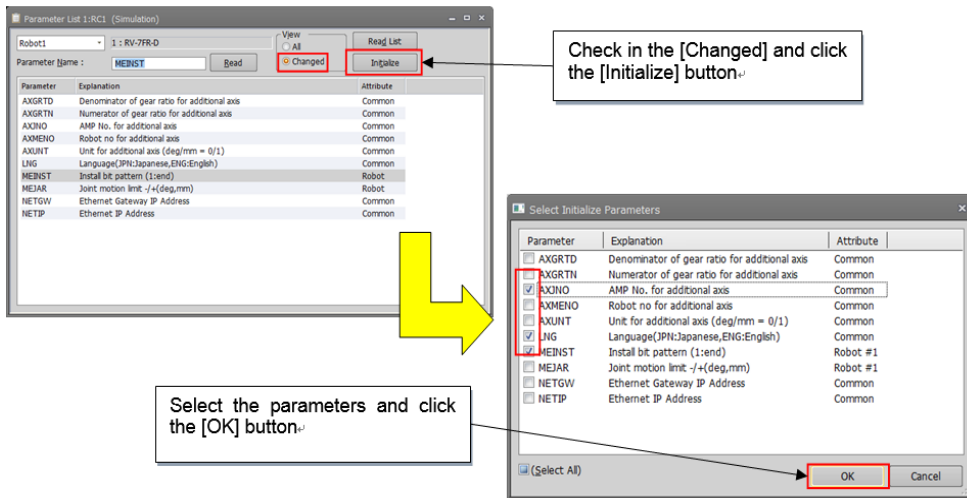 Parameter List 1:RC1 (Simulation)
Robot1 1 : RV-7FR-D
View
All
Changed
Read List
Parameter Name : MEINST Read
Initialize
Parameter Explanation Attribute
AXGRTD Denominator of gear ratio for additional axis Common
AXGRTN Numerator of gear ratio for additional axis Common
AXJNO AMP No. for additional axis Common
AXMENO Robot no for additional axis Common
AXUNT Unit for additional axis (deg/mm = 0/1) Common
LNG Language(JPN:Japanese,ENG:English) Common
MEINST Install bit pattern (1:end) Robot
MEJAR Joint motion limit -/+(deg,mm) Robot
NETGW Ethernet Gateway IP Address Common
NETIP Ethernet IP Address Common
Check in the [Changed] and click
the [Initialize] button
Select Initialize Parameters
Parameter Explanation Attribute
AXGRTD Denominator of gear ratio for additional axis Common
AXGRTN Numerator of gear ratio for additional axis Common
AXJNO AMP No. for additional axis Common
AXMENO Robot no for additional axis Common
AXUNT Unit for additional axis (deg/mm = 0/1) Common
LNG Language(JPN:Japanese,ENG:English) Common
MEINST Install bit pattern (1:end) Robot #1
MEJAR Joint motion limit -/+(deg,mm) Robot #1
NETGW Ethernet Gateway IP Address Common
NETIP Ethernet IP Address Common
(Select All)
OK Cancel
Select the parameters and click
the [OK] button